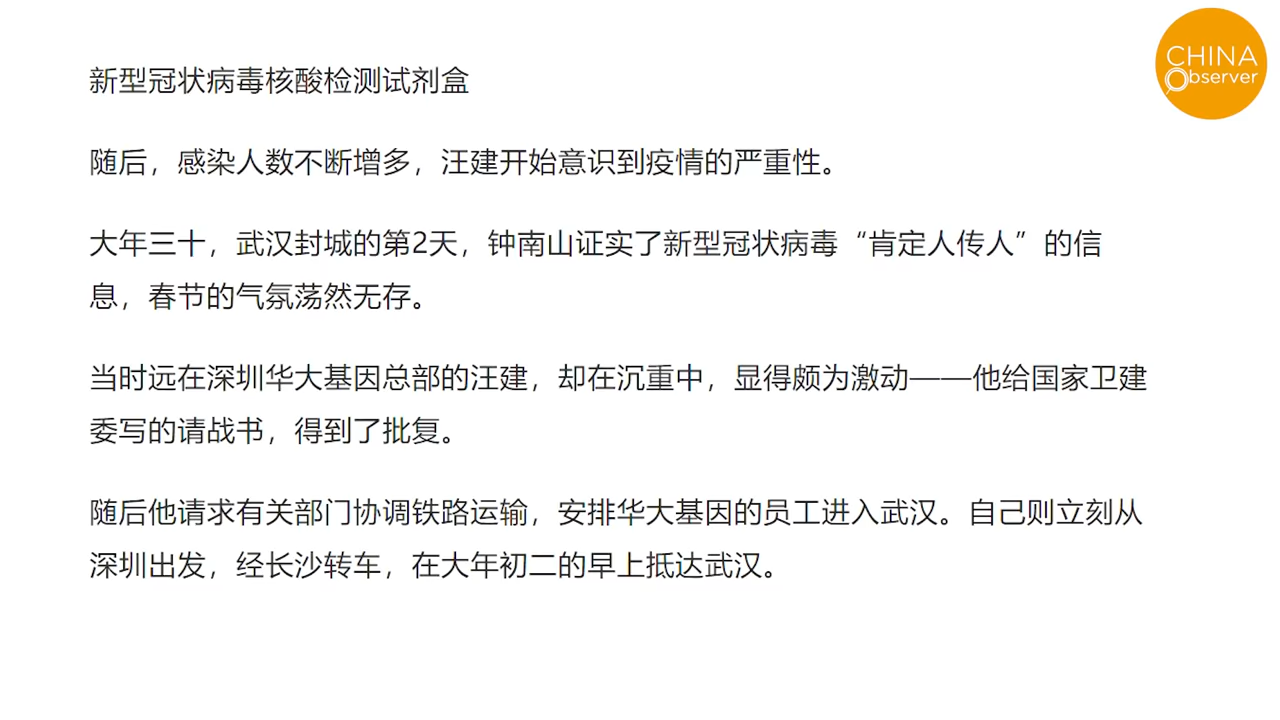 CHINA
Observer
新型冠状病毒核酸检测试剂盒
随后，感染人数不断增多，汪建开始意识到疫情的严重性。
大年三十，武汉封城的第2天，钟南山证实了新型冠状病毒“肯定人传人”的信
息，春节的气氛荡然无存。
当时远在深圳华大基因总部的汪建，却在沉重中，显得颇为激动——他给国家卫建
委写的请战书，得到了批复。
随后他请求有关部门协调铁路运输，安排华大基因的员工进入武汉。自己则立刻从
深圳出发，经长沙转车，在大年初二的早上抵达武汉。